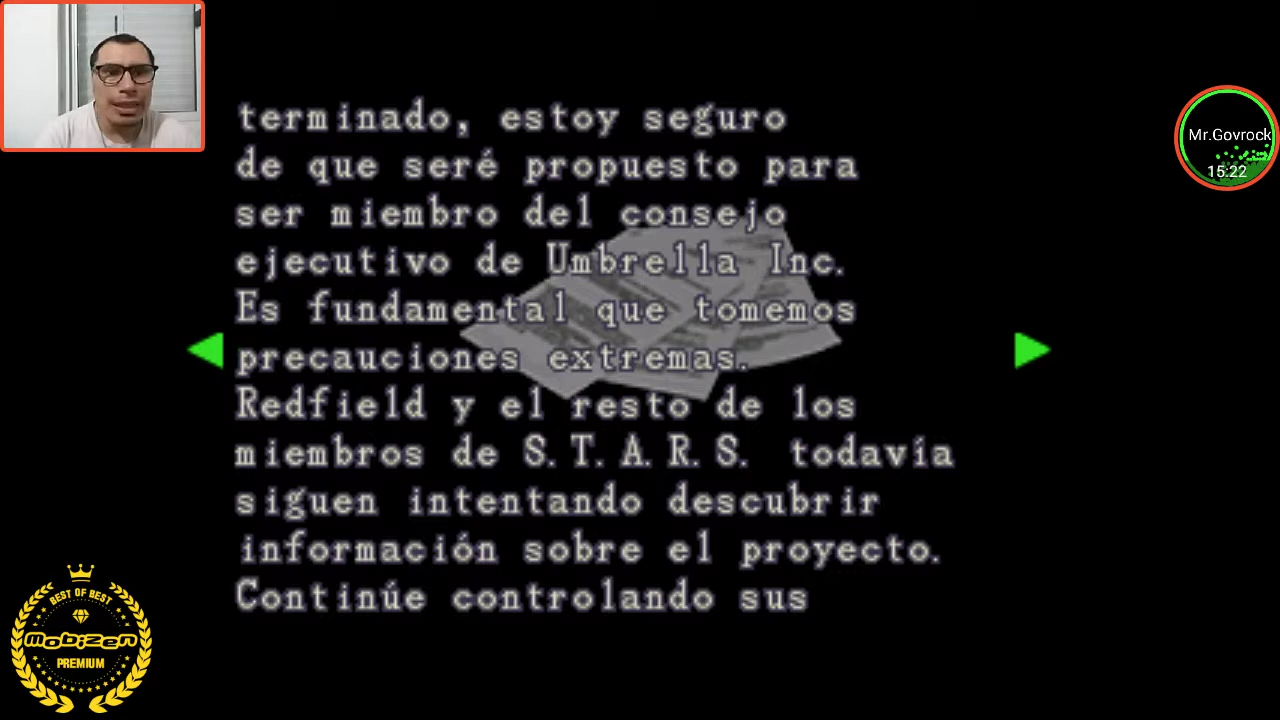 terminado, estoy seguro
de que seré propuesto para
ser miembro del consejo
ejecutivo de Umbrella Inc.
Es fundamental que tomemos
precauciones extremas.
Redfield y el resto de los
miembros de S.T.A.R.S. todavía
siguen intentando descubrir
información sobre el proyecto.
Continúe controlando sus
Mr.Govrock
15:22
BEST OF BEST
Mobizen
PREMIUM